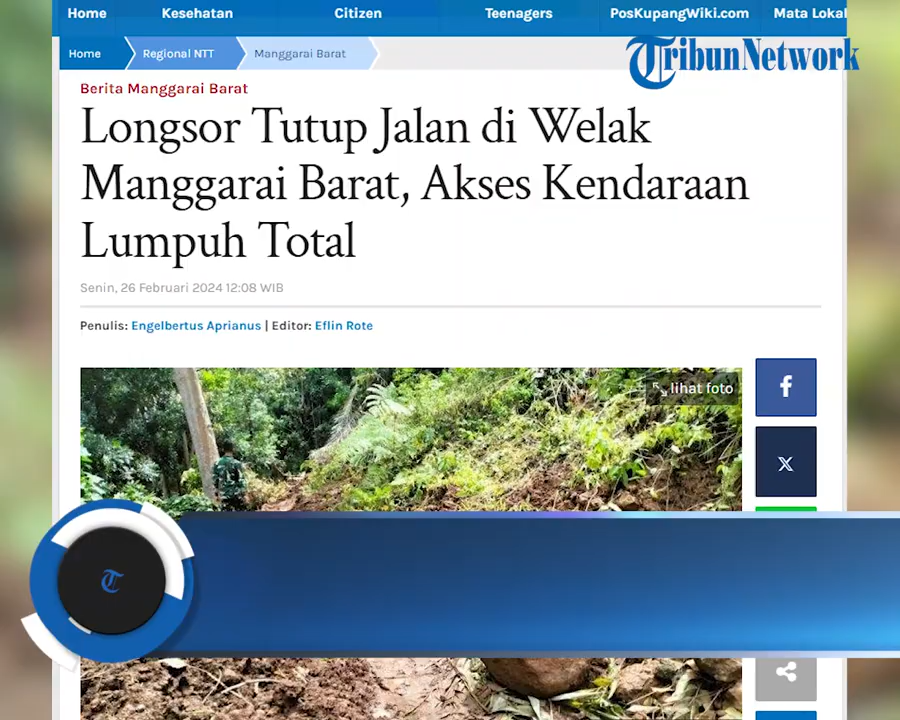 Home Kesehatan Citizen Teenagers PosKupangWiki.com Mata Lokal
Home Regional NTT Manggarai Barat
TribunNetwork
Berita Manggarai Barat
Longsor Tutup Jalan di Welak
Manggarai Barat, Akses Kendaraan
Lumpuh Total
Senin, 26 Februari 2024 12:08 WIB
Penulis: Engelbertus Aprianus | Editor: Eflin Rote
lihat foto
f
X
T